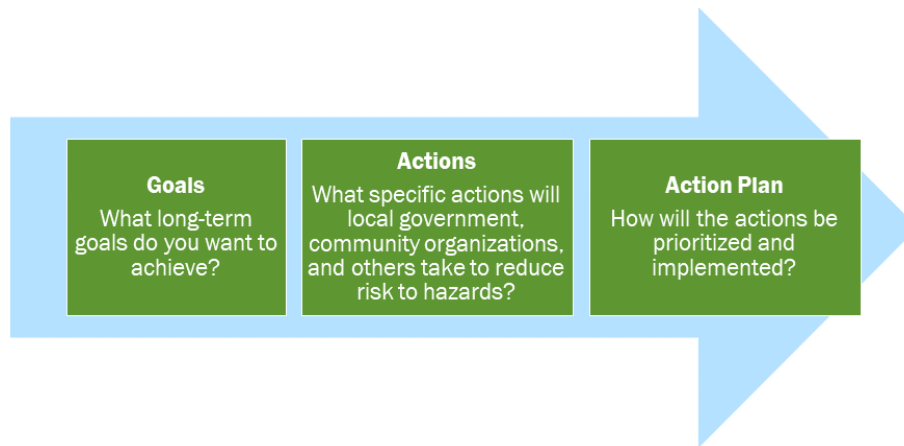 Goals
What long-term
goals do you want to
achieve?
Actions
What specific actions will
local government,
community organizations,
and others take to reduce
risk to hazards?
Action Plan
How will the actions be
prioritized and
implemented?